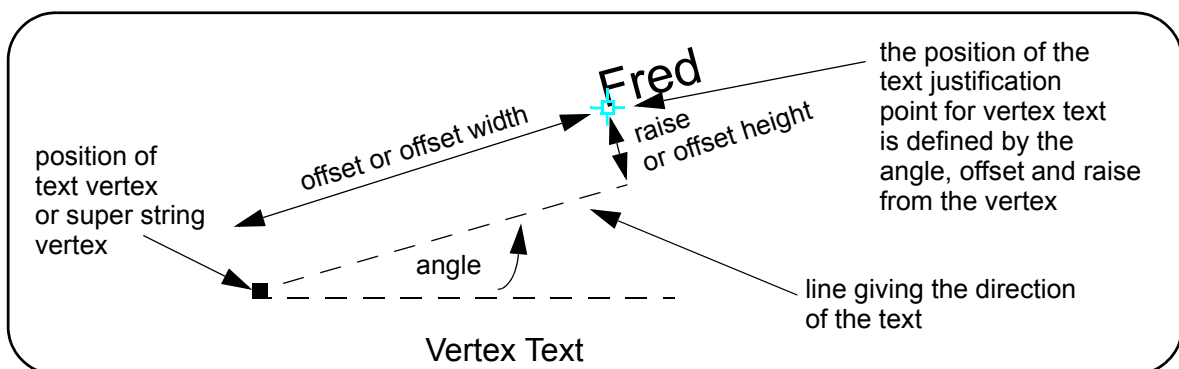 Fred
the position of the
text justification
point for vertex text
is defined by the
angle, offset and raise
from the vertex
offset or offset width
raise
or offset height
position of
text vertex
or super string
vertex
angle
line giving the direction
of the text
Vertex Text